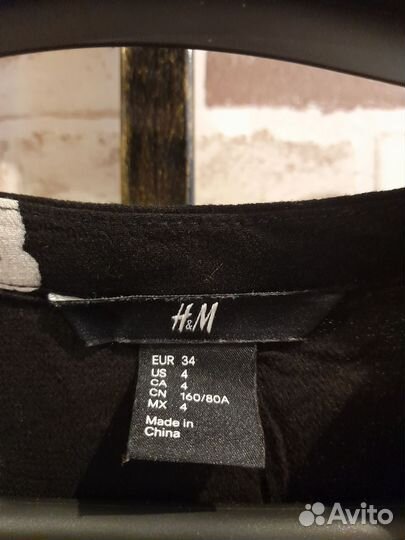 H&M
EUR 34
US 4
CA 4
CN 160/80A
MX 4
Made in
China
Avito